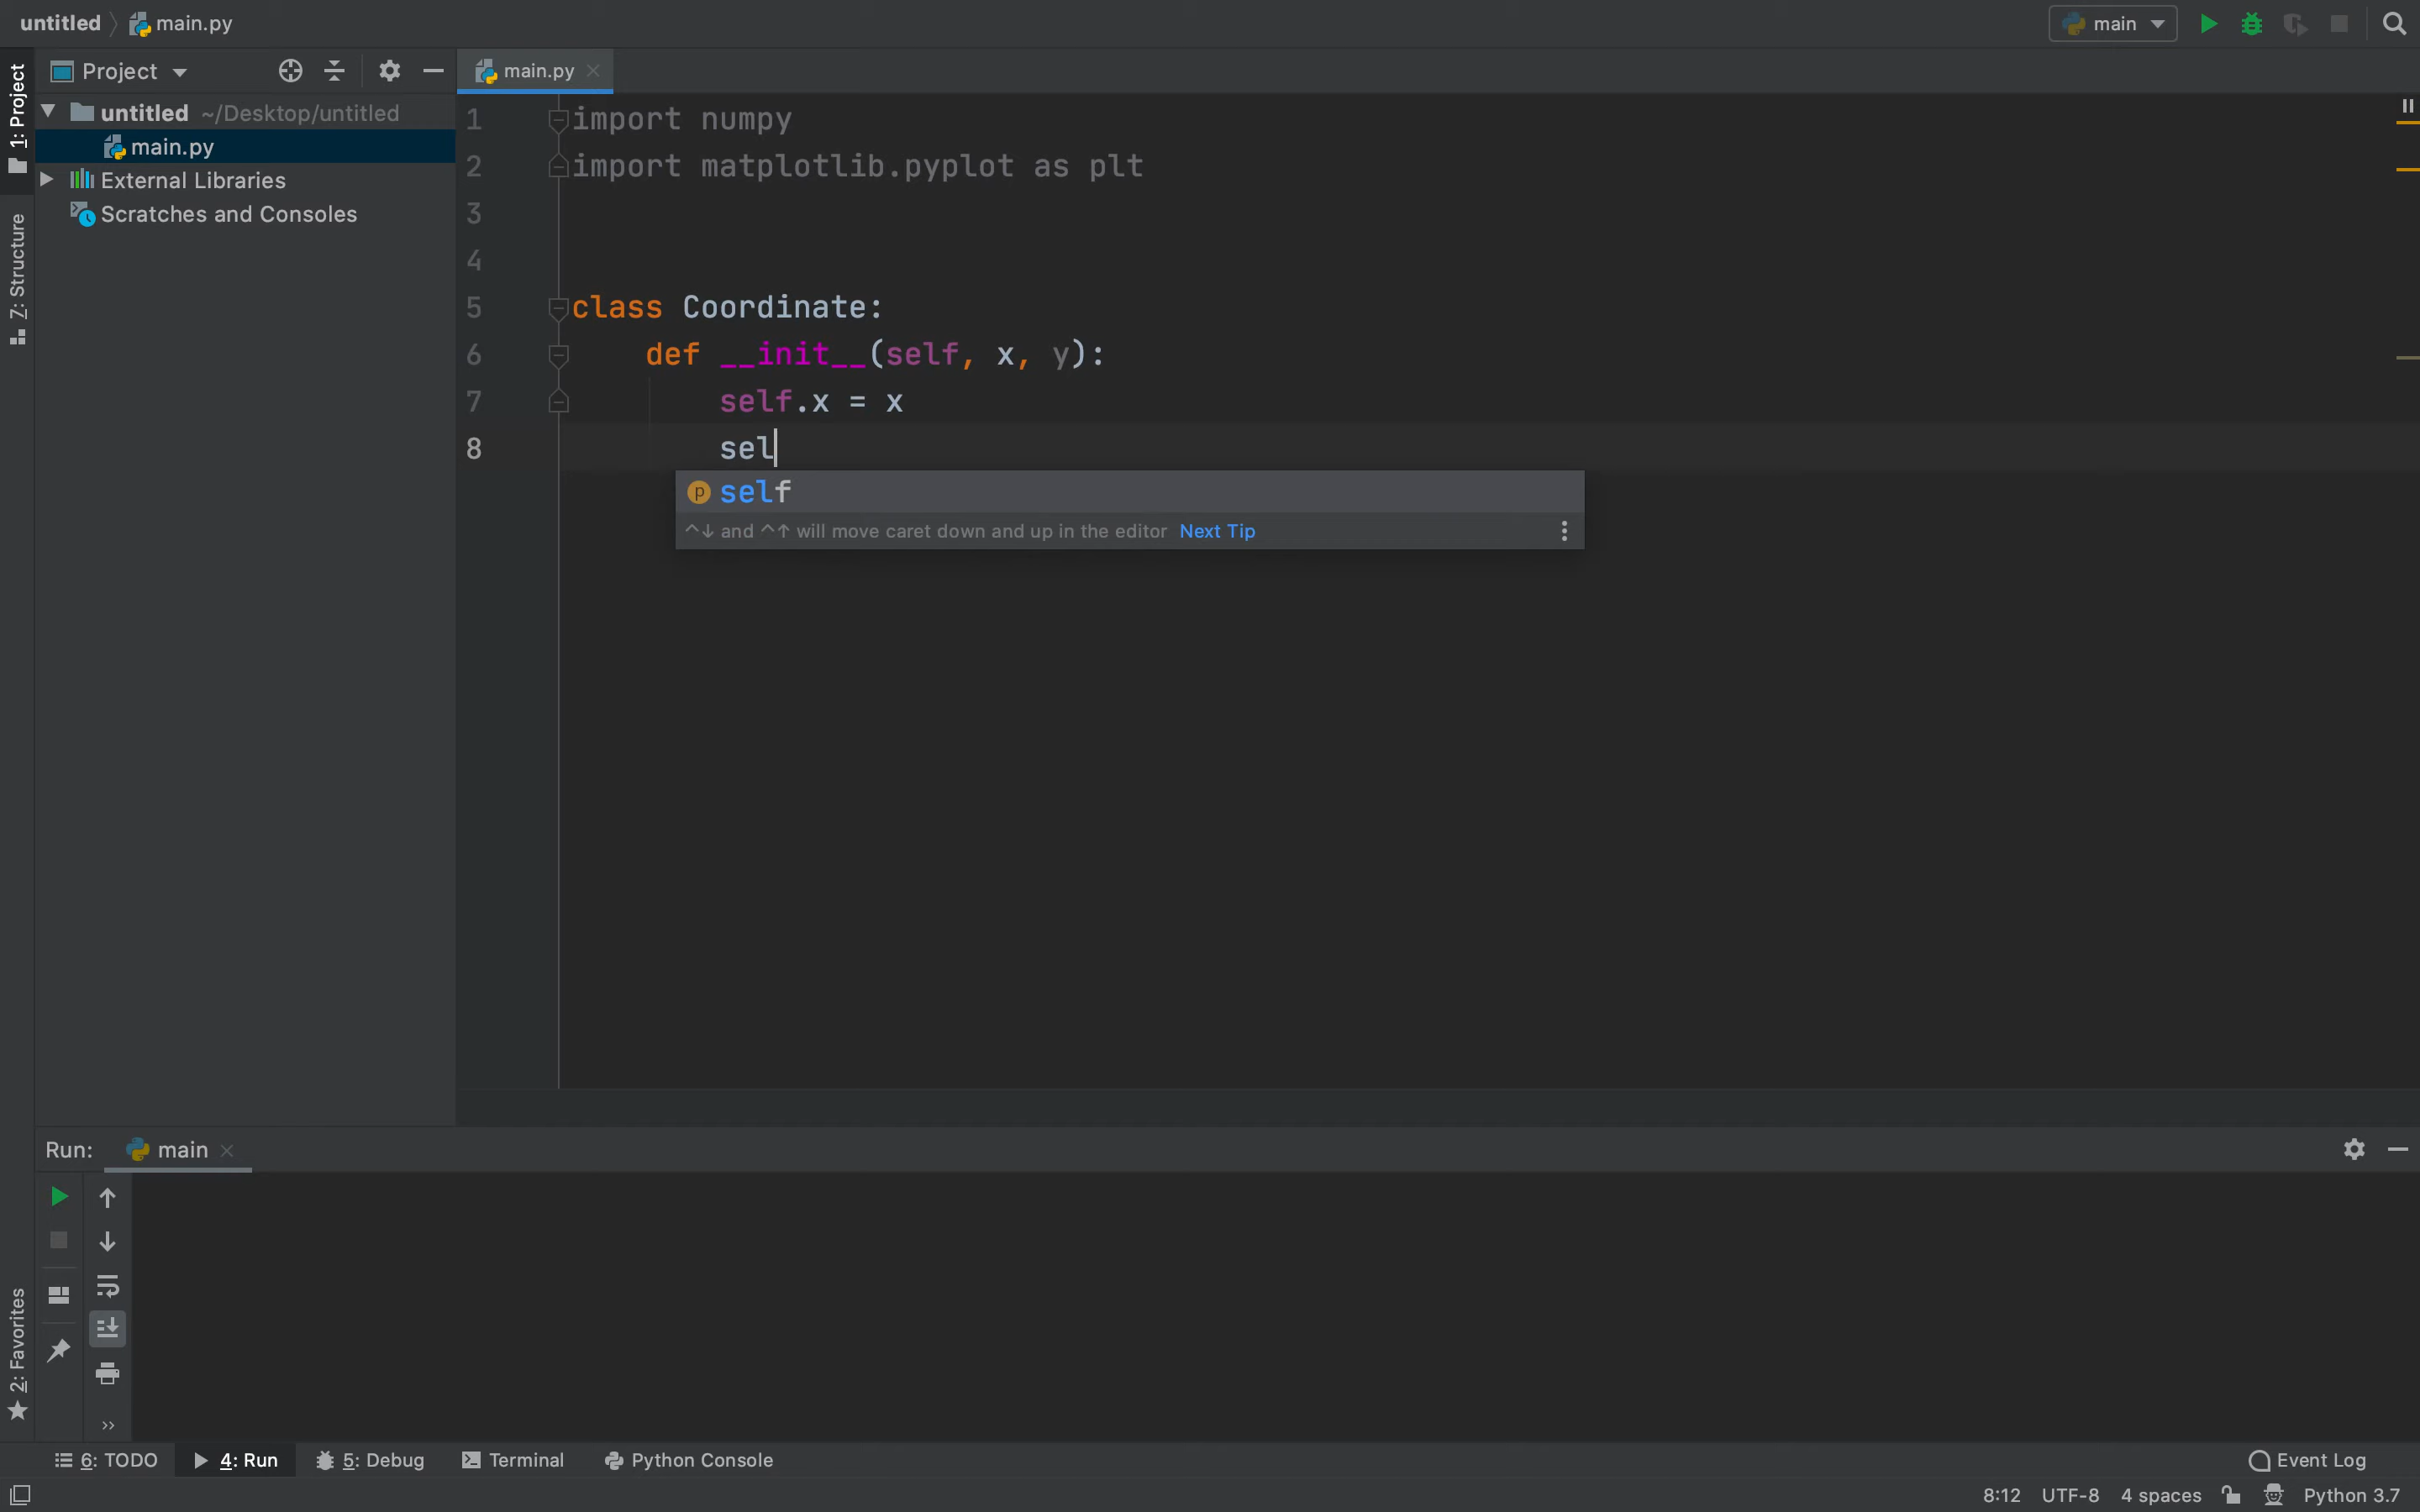 untitled main.py
main
1: Project
Project
main.py
untitled ~/Desktop/untitled
main.py
External Libraries
Scratches and Consoles
7: Structure
1 import numpy
2 import matplotlib.pyplot as plt
3
4
5 class Coordinate:
6 def __init__(self, x, y):
7 self.x = x
8 sel
p self
^↓ and ^↑ will move caret down and up in the editor Next Tip
Run: main
2: Favorites
6: TODO 4: Run 5: Debug Terminal Python Console Event Log
8:12 UTF-8 4 spaces Python 3.7